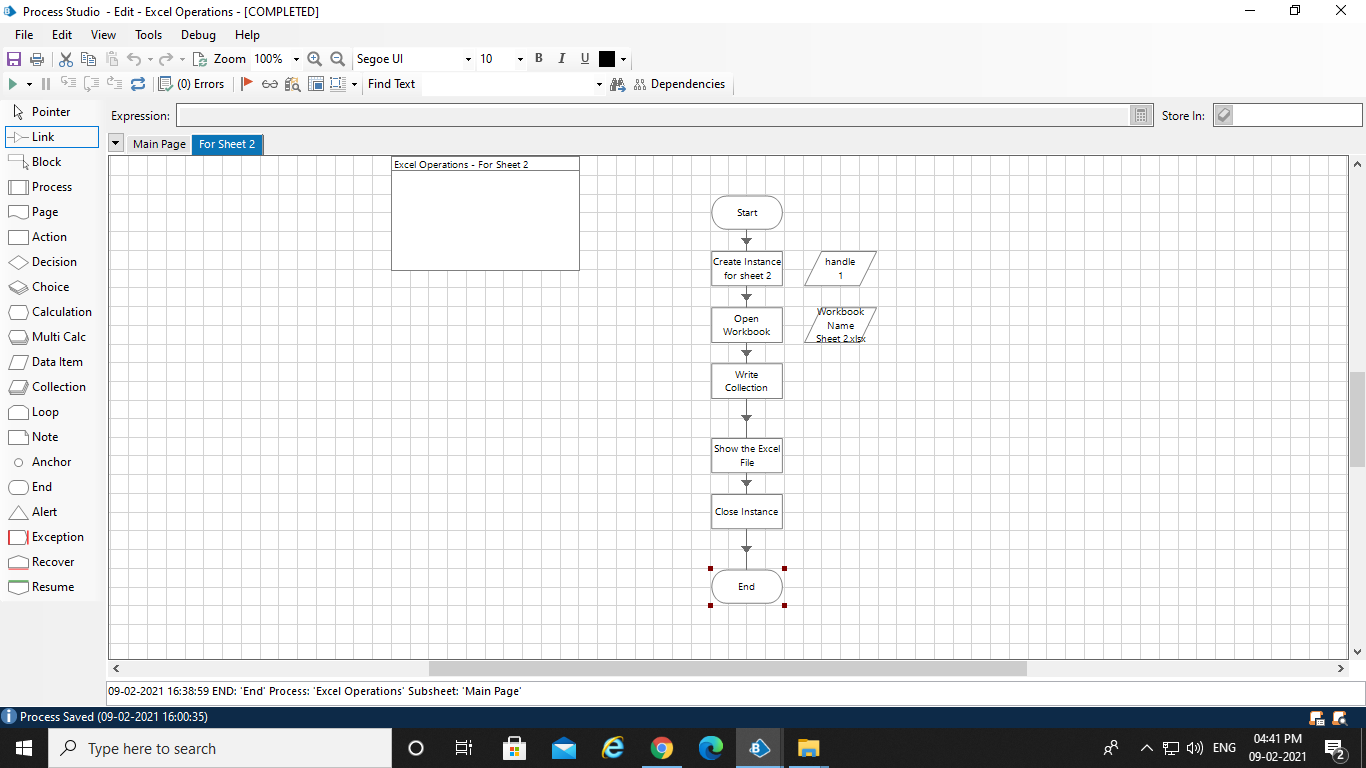 Process Studio - Edit - Excel Operations - [COMPLETED]
File Edit View Tools Debug Help
Zoom 100% Segoe UI 10 B I U
(0) Errors Find Text Dependencies
Pointer
Link
Block
Process
Page
Action
Decision
Choice
Calculation
Multi Calc
Data Item
Collection
Loop
Note
Anchor
End
Alert
Exception
Recover
Resume
Expression: Store In:
Main Page For Sheet 2
Excel Operations - For Sheet 2
Start
Create Instance
for sheet 2
handle
1
Open
Workbook
Workbook
Name
Sheet 2.xlsx
Write
Collection
Show the Excel
File
Close Instance
End
09-02-2021 16:38:59 END: 'End' Process: 'Excel Operations' Subsheet: 'Main Page'
Process Saved (09-02-2021 16:00:35)
Type here to search
ENG
04:41 PM
09-02-2021
2